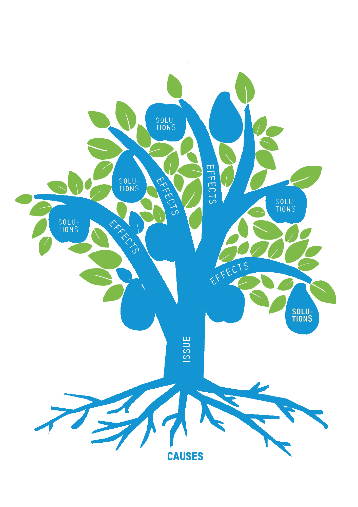 SOLU-
TIONS
SOLU-
TIONS
EFFECTS
EFFECTS
SOLU-
TIONS
SOLU-
TIONS
EFFECTS
EFFECTS
SOLU-
TIONS
ISSUE
CAUSES